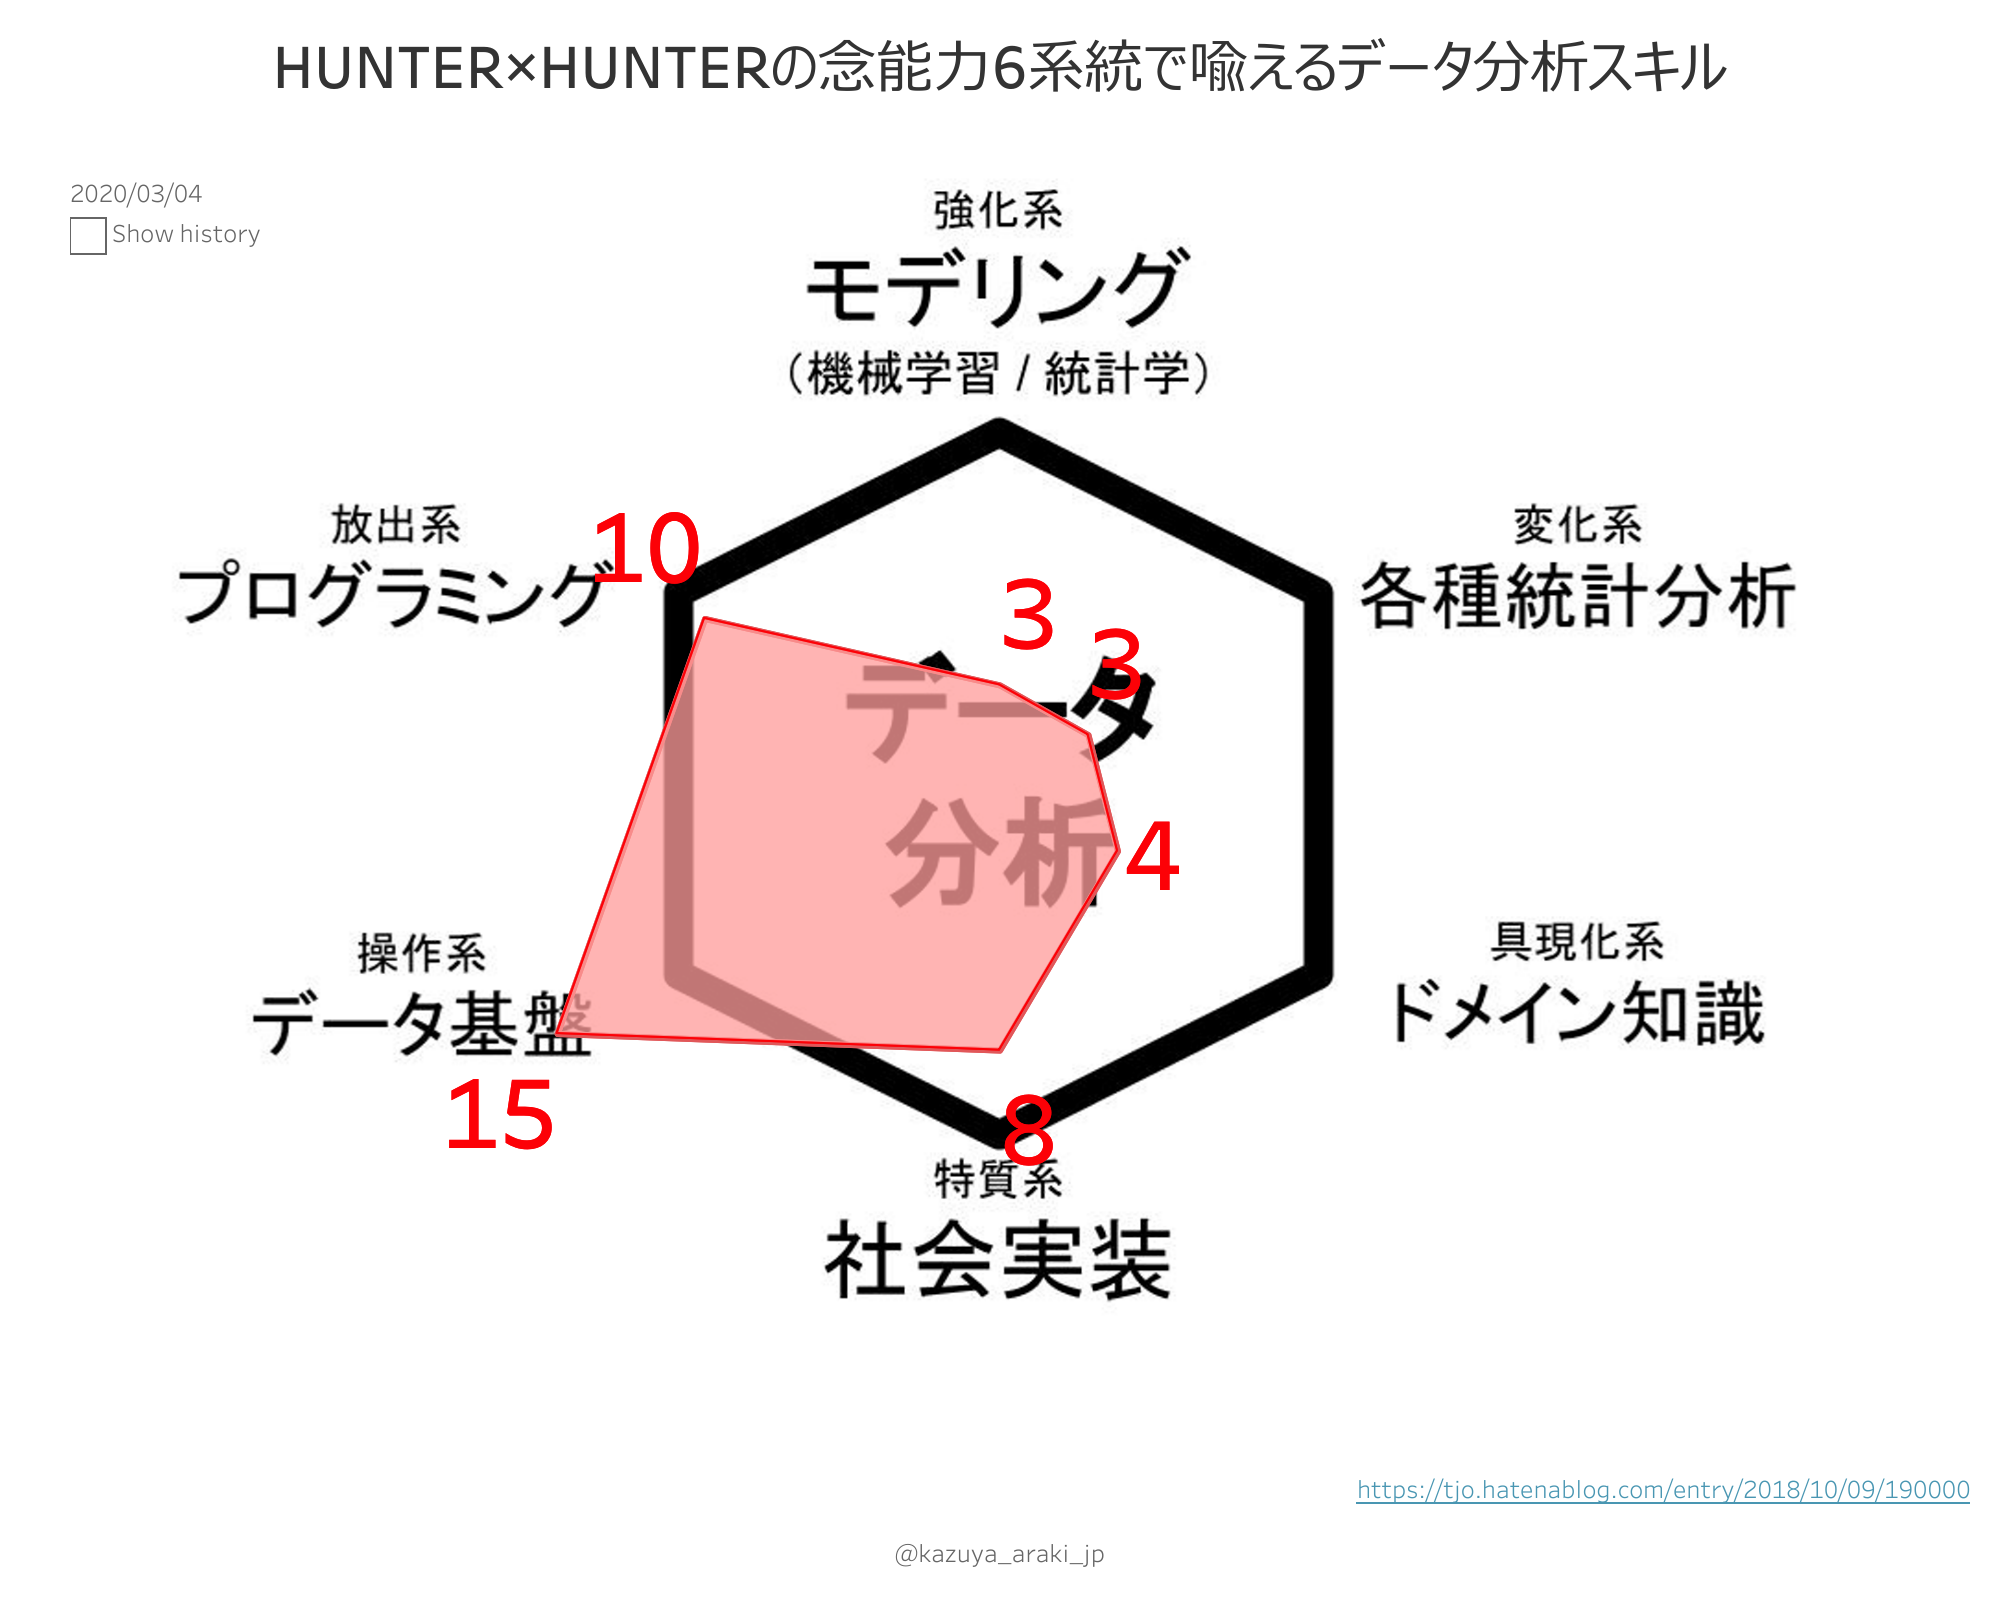 HUNTER×HUNTERの念能力6系統で喩えるデータ分析スキル
2020/03/04
Show history
強化系
モデリング
（機械学習 / 統計学）
放出系
プログラミング
10
変化系
各種統計分析
3
3
データ
分析
4
操作系
データ基盤
15
具現化系
ドメイン知識
8
特質系
社会実装
https://tjo.hatenablog.com/entry/2018/10/09/190000
@kazuya_araki_jp